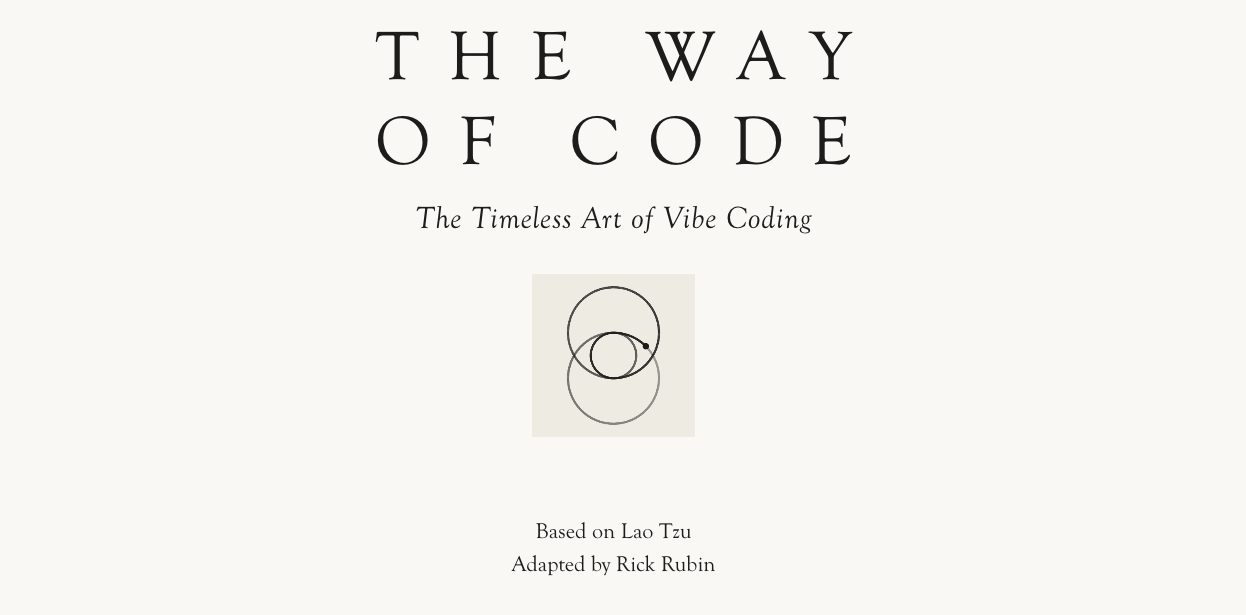 THE WAY
OF CODE
The Timeless Art of Vibe Coding
Based on Lao Tzu
Adapted by Rick Rubin